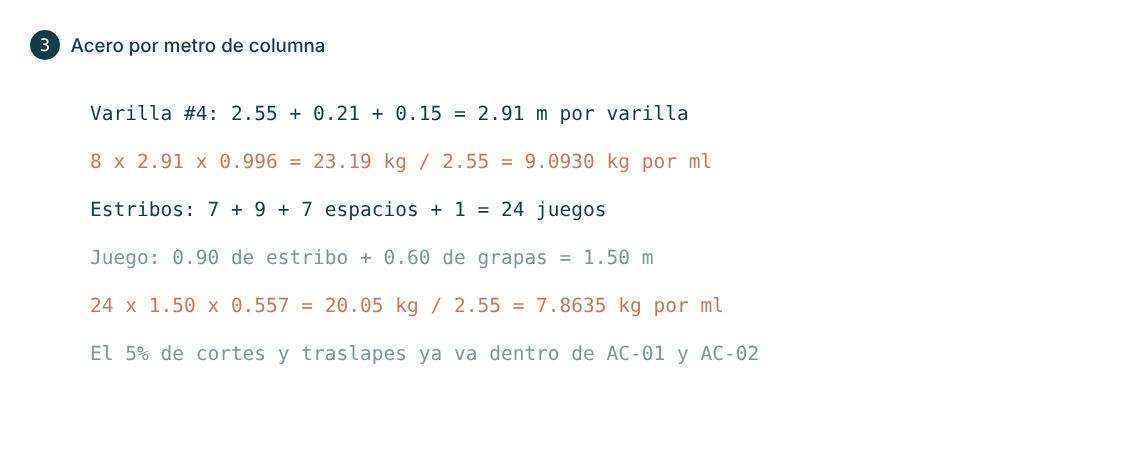 3 Acero por metro de columna
Varilla #4: 2.55 + 0.21 + 0.15 = 2.91 m por varilla
8 x 2.91 x 0.996 = 23.19 kg / 2.55 = 9.0930 kg por ml
Estribos: 7 + 9 + 7 espacios + 1 = 24 juegos
Juego: 0.90 de estribo + 0.60 de grapas = 1.50 m
24 x 1.50 x 0.557 = 20.05 kg / 2.55 = 7.8635 kg por ml
El 5% de cortes y traslapes ya va dentro de AC-01 y AC-02